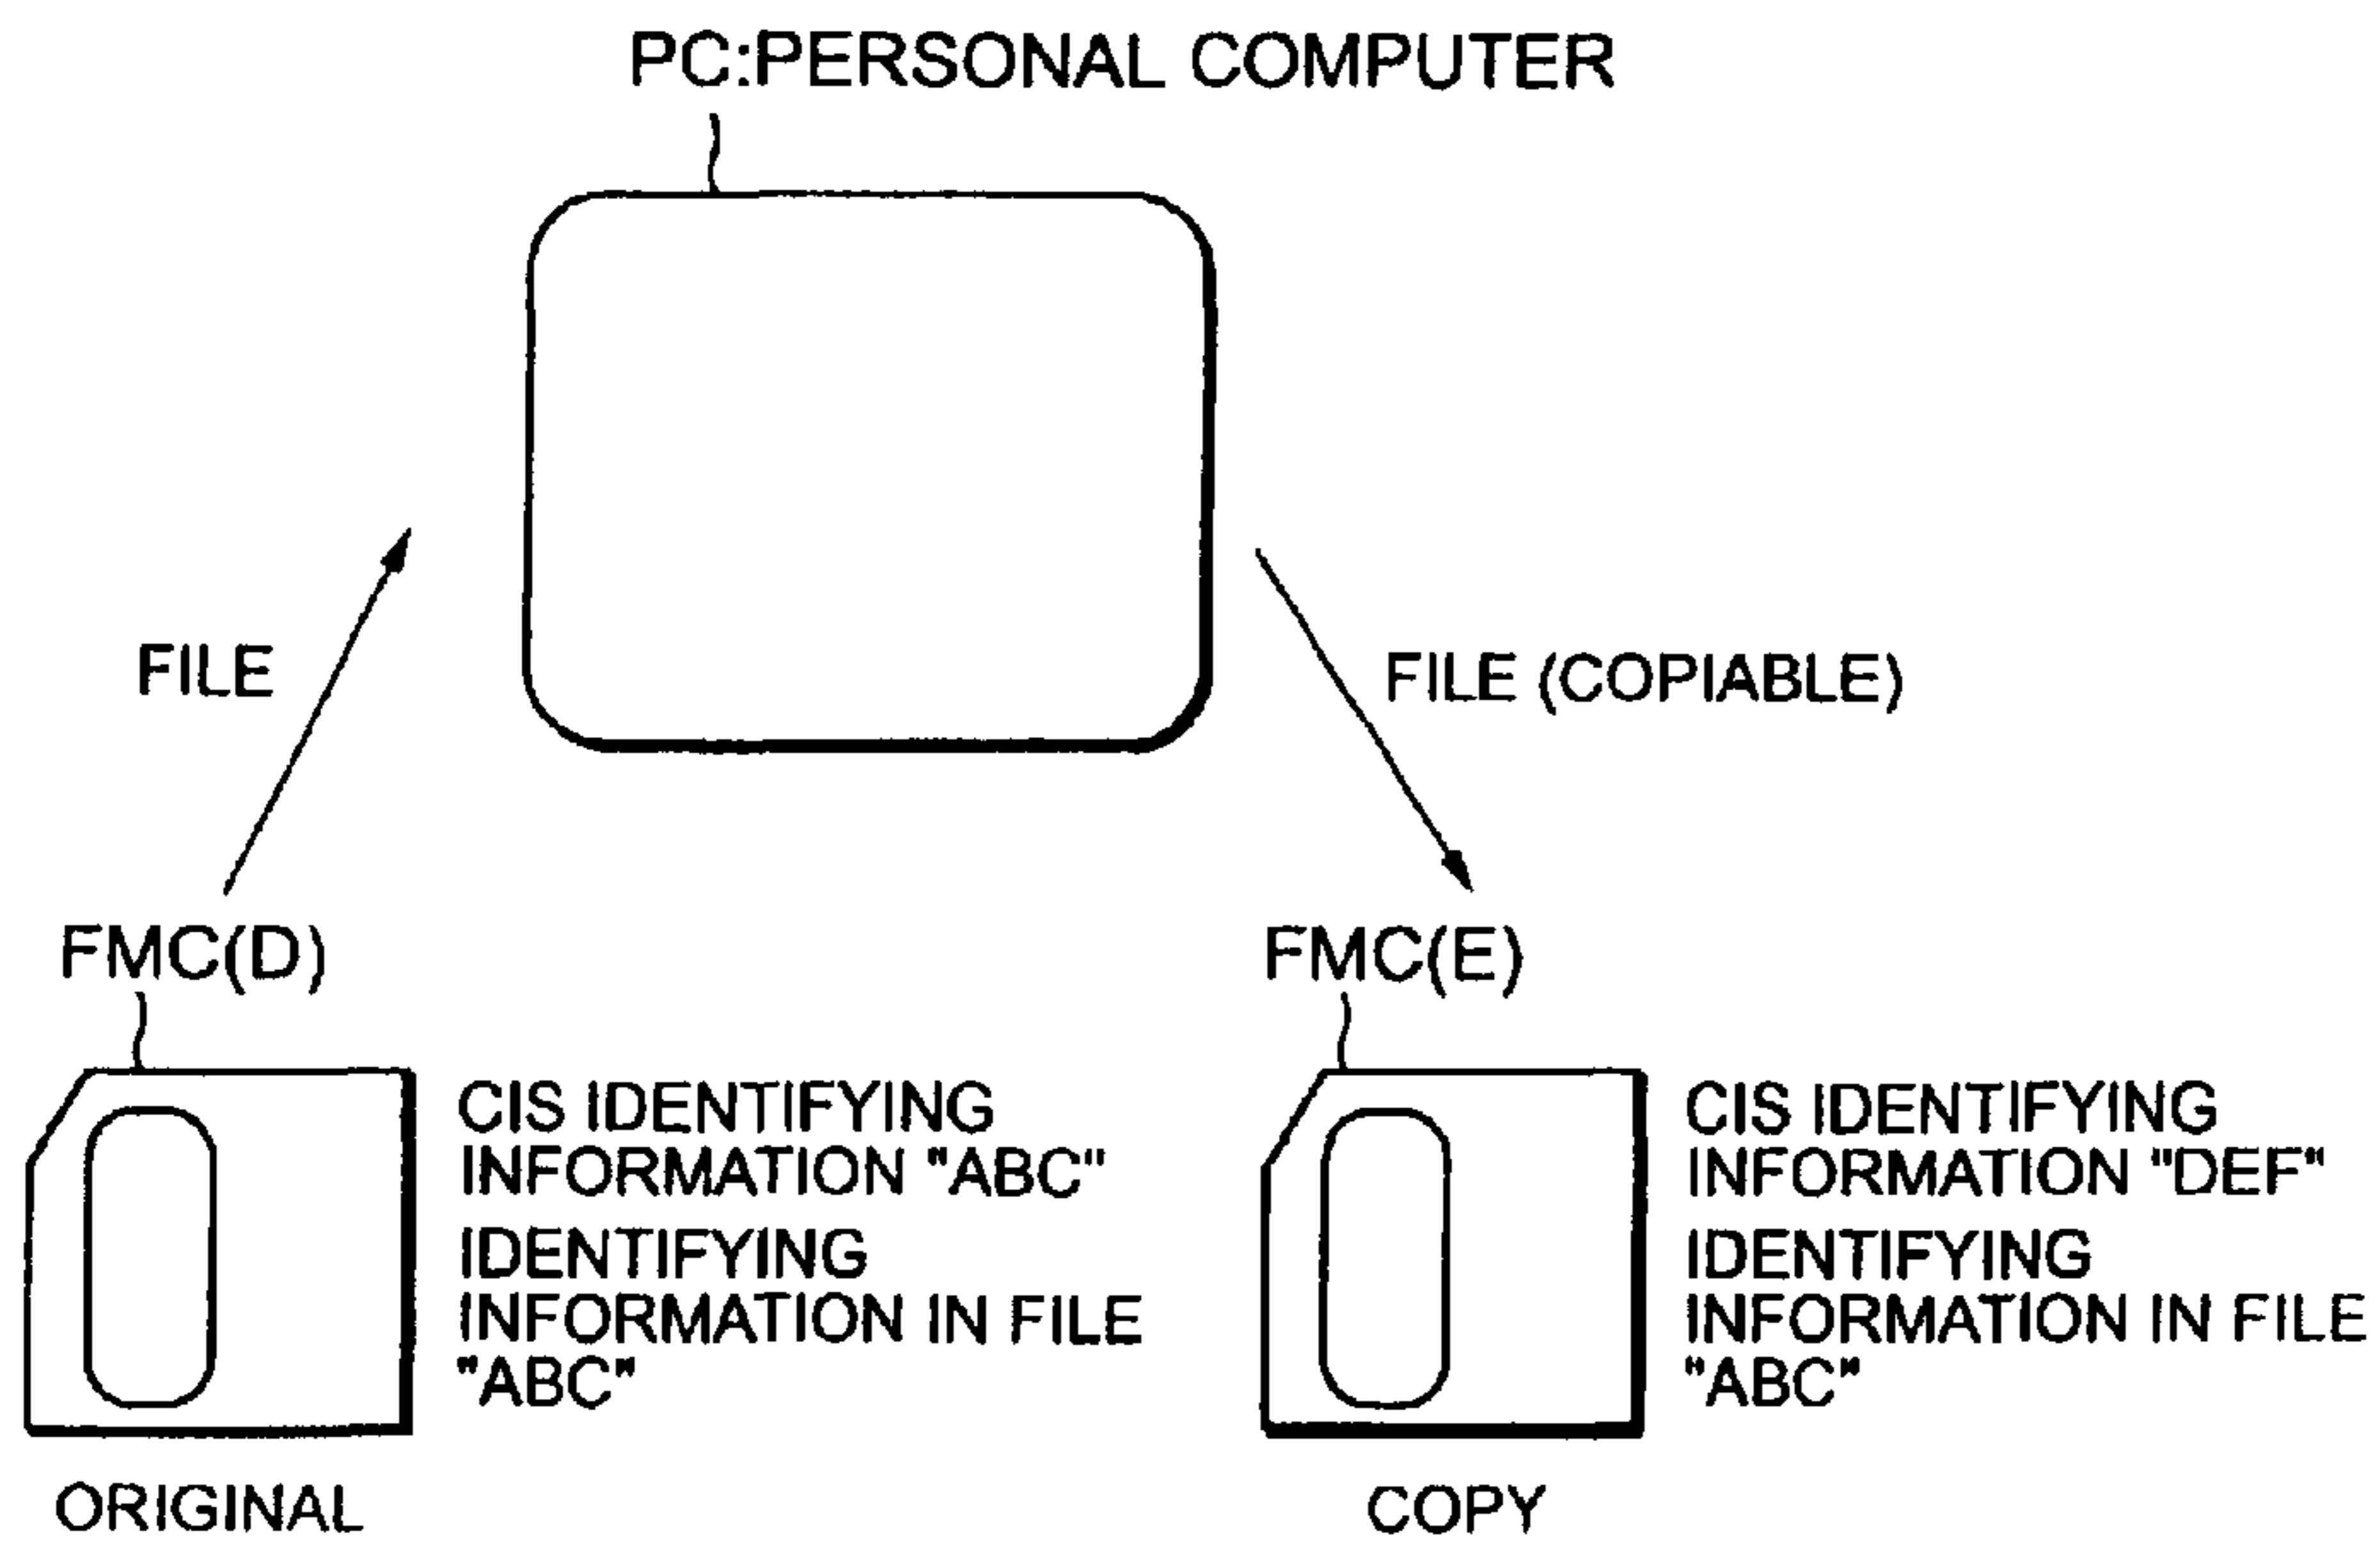 PC:PERSONAL COMPUTER
FILE
FILE (COPIABLE)
FMC(D)
FMC(E)
CIS IDENTIFYING
INFORMATION "ABC"
IDENTIFYING
INFORMATION IN FILE
"ABC"
CIS IDENTIFYING
INFORMATION "DEF"
IDENTIFYING
INFORMATION IN FILE
"ABC"
ORIGINAL
COPY